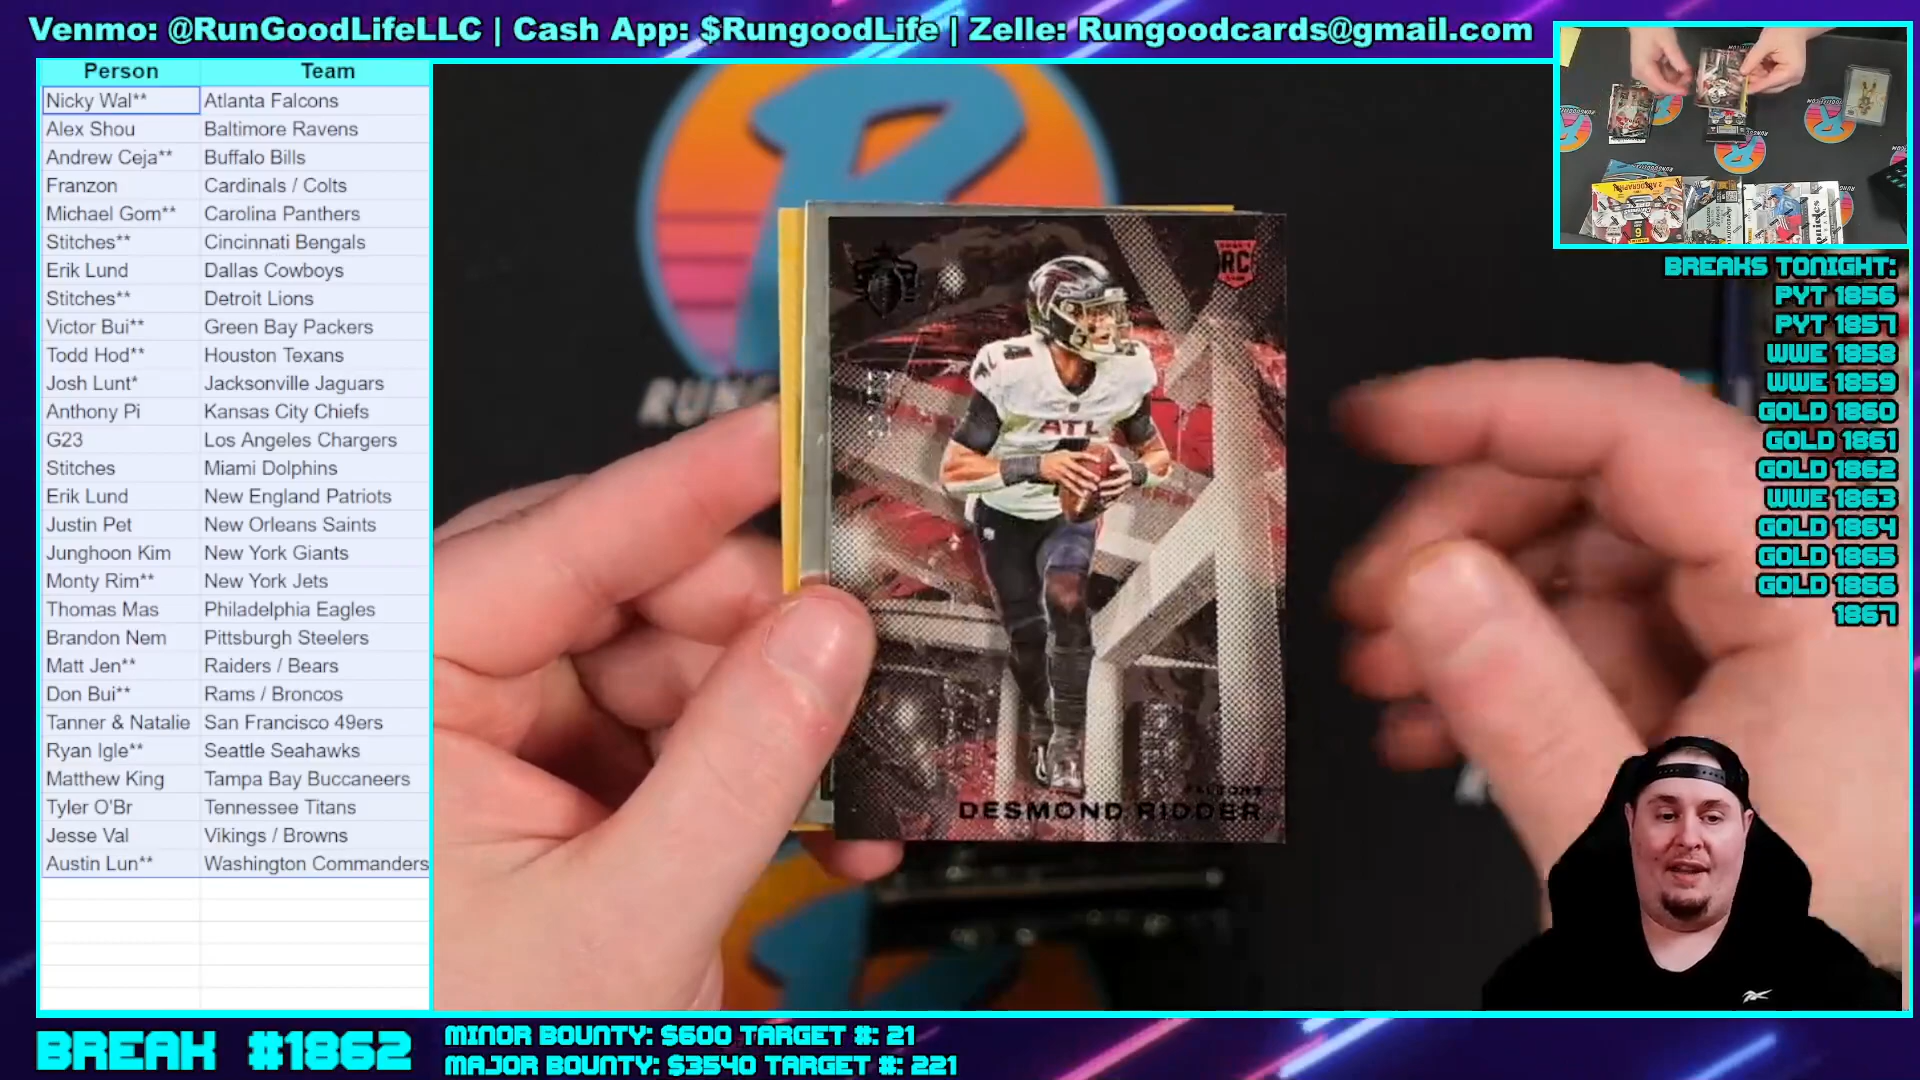 Venmo: @RunGoodLifeLLC | Cash App: $RungoodLife | Zelle: Rungoodcards@gmail.com
Person Team
Nicky Wal** Atlanta Falcons
Alex Shou Baltimore Ravens
Andrew Ceja** Buffalo Bills
Franzon Cardinals / Colts
Michael Gom** Carolina Panthers
Stitches** Cincinnati Bengals
Erik Lund Dallas Cowboys
Stitches** Detroit Lions
Victor Bui** Green Bay Packers
Todd Hod** Houston Texans
Josh Lunt* Jacksonville Jaguars
Anthony Pi Kansas City Chiefs
G23 Los Angeles Chargers
Stitches Miami Dolphins
Erik Lund New England Patriots
Justin Pet New Orleans Saints
Junghoon Kim New York Giants
Monty Rim** New York Jets
Thomas Mas Philadelphia Eagles
Brandon Nem Pittsburgh Steelers
Matt Jen** Raiders / Bears
Don Bui** Rams / Broncos
Tanner & Natalie San Francisco 49ers
Ryan Igle** Seattle Seahawks
Matthew King Tampa Bay Buccaneers
Tyler O'Br Tennessee Titans
Jesse Val Vikings / Browns
Austin Lun** Washington Commanders
RC
ATL
FALCONS
DESMOND RIDDER
BREAKS TONIGHT:
PYT 1856
PYT 1857
WWE 1858
WWE 1859
GOLD 1860
GOLD 1861
GOLD 1862
WWE 1863
GOLD 1864
GOLD 1865
GOLD 1866
1867
BREAK #1862
MINOR BOUNTY: $600 TARGET #: 21
MAJOR BOUNTY: $3540 TARGET #: 221